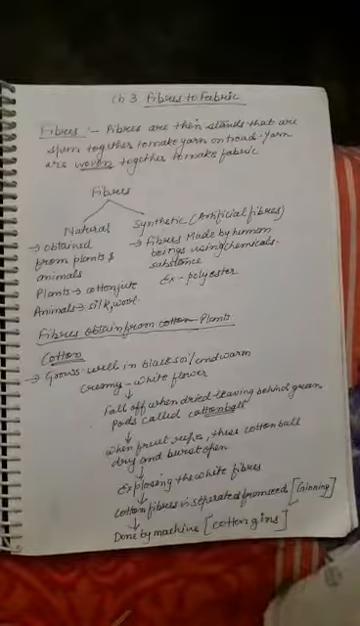 Ch 3. Fibres to Fabric
Fibres :- Fibres are thin stands that are
spun together to make yarn or tread. Yarn
are woven together to make fabric
Fibres
Natural
→ Obtained
from plants &
animals
Plants → cotton, jute
Animals → silk, wool.
Synthetic (Artificial fibres)
→ Fibres Made by human
beings using chemicals.
substance
Ex - polyester
Fibres obtain from cotton Plants
Cotton
→ Grows well in black soil and warm
creamy - white flower
↓
Fall off when dried leaving behind green
pods called cotton ball
↓
when fruit ripe, these cotton ball
dry and burst open
↓
Exploring the white fibres
↓
cotton fibres is seperated from seed [Ginning]
↓
Done by machine [cotton gins]